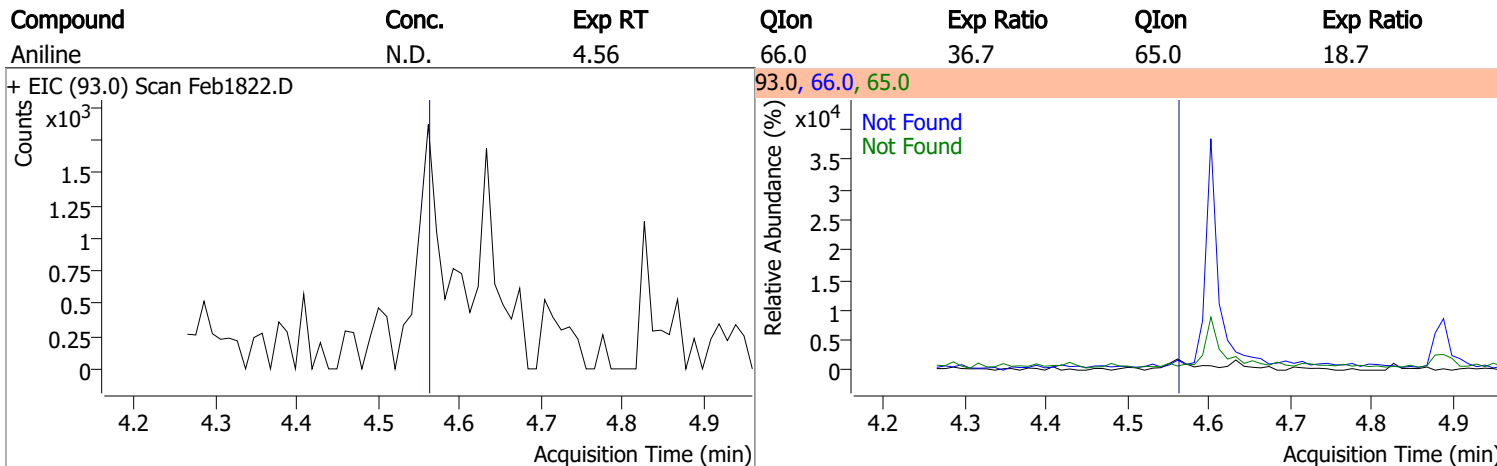 Compound Conc. Exp RT QIon Exp Ratio QIon Exp Ratio
Aniline N.D. 4.56 66.0 36.7 65.0 18.7
+ EIC (93.0) Scan Feb1822.D
Counts
x10³
1.5
1.25
1
0.75
0.5
0.25
0
4.2 4.3 4.4 4.5 4.6 4.7 4.8 4.9
Acquisition Time (min)
93.0, 66.0, 65.0
Relative Abundance (%)
x10⁴
Not Found
Not Found
3.5
3
2.5
2
1.5
1
0.5
0
4.2 4.3 4.4 4.5 4.6 4.7 4.8 4.9
Acquisition Time (min)